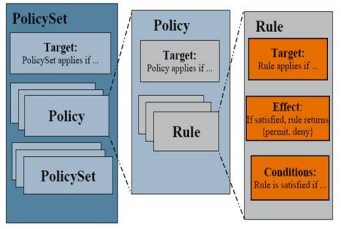 PolicySet
Target:
PolicySet applies if ...
Policy
PolicySet
Policy
Target:
Policy applies if ...
Rule
Rule
Target:
Rule applies if ...
Effect:
If satisfied, rule returns
{permit, deny}
Conditions:
Rule is satisfied if ...